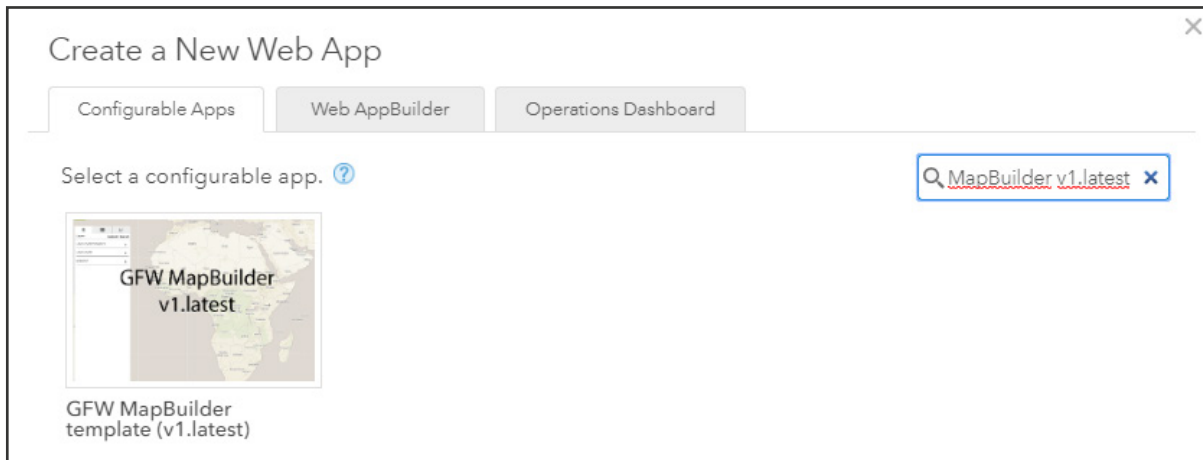 Create a New Web App
Configurable Apps
Web AppBuilder
Operations Dashboard
Select a configurable app. ?
MapBuilder v1.latest
GFW MapBuilder
v1.latest
GFW MapBuilder
template (v1.latest)